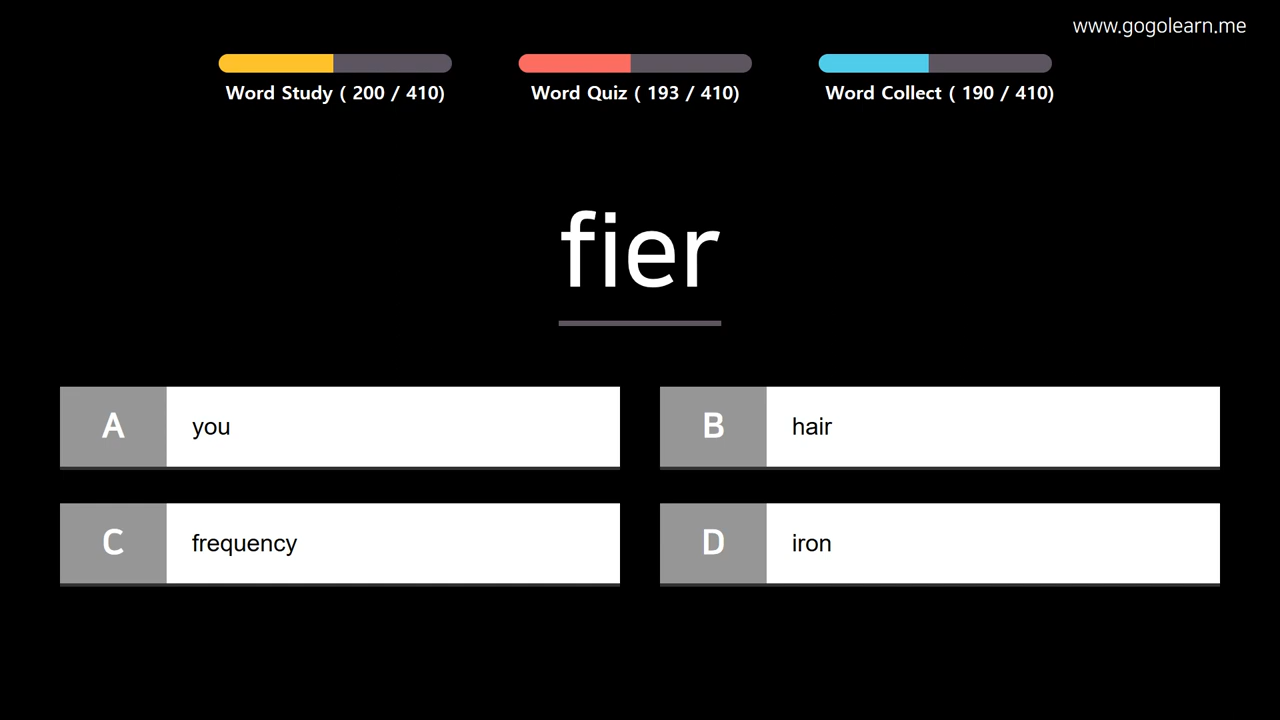 www.gogolearn.me
Word Study ( 200 / 410)
Word Quiz ( 193 / 410)
Word Collect ( 190 / 410)
fier
A you
B hair
C frequency
D iron